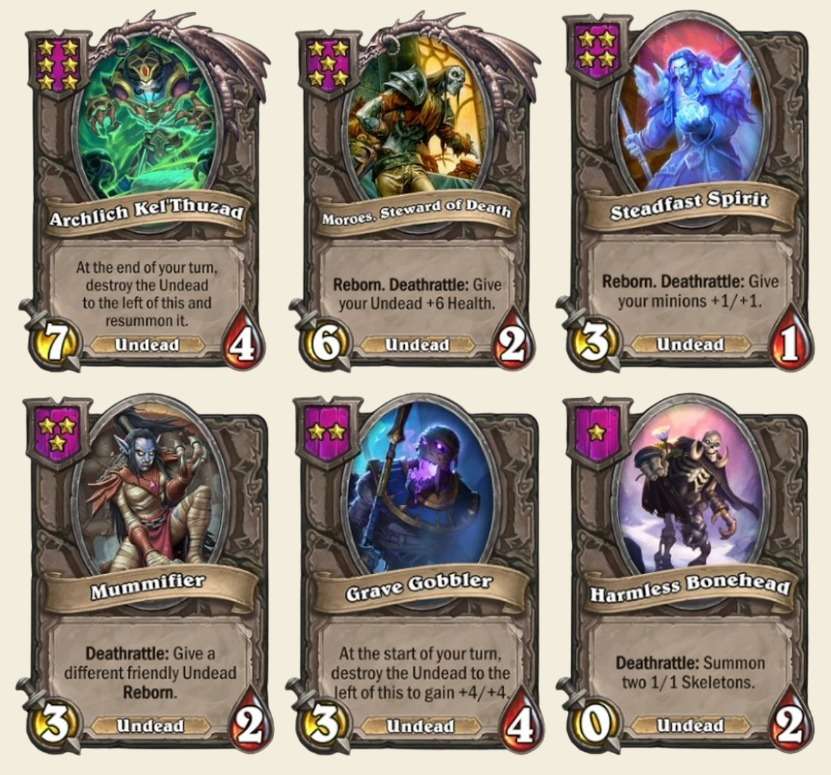 Archlich Kel'Thuzad
At the end of your turn,
destroy the Undead
to the left of this and
resummon it.
7
Undead
4
Moroes, Steward of Death
Reborn. Deathrattle: Give
your Undead +6 Health.
6
Undead
2
Steadfast Spirit
Reborn. Deathrattle: Give
your minions +1/+1.
3
Undead
1
Mummifier
Deathrattle: Give a
different friendly Undead
Reborn.
3
Undead
2
Grave Gobbler
At the start of your turn,
destroy the Undead to the
left of this to gain +4/+4.
3
Undead
4
Harmless Bonehead
Deathrattle: Summon
two 1/1 Skeletons.
0
Undead
2